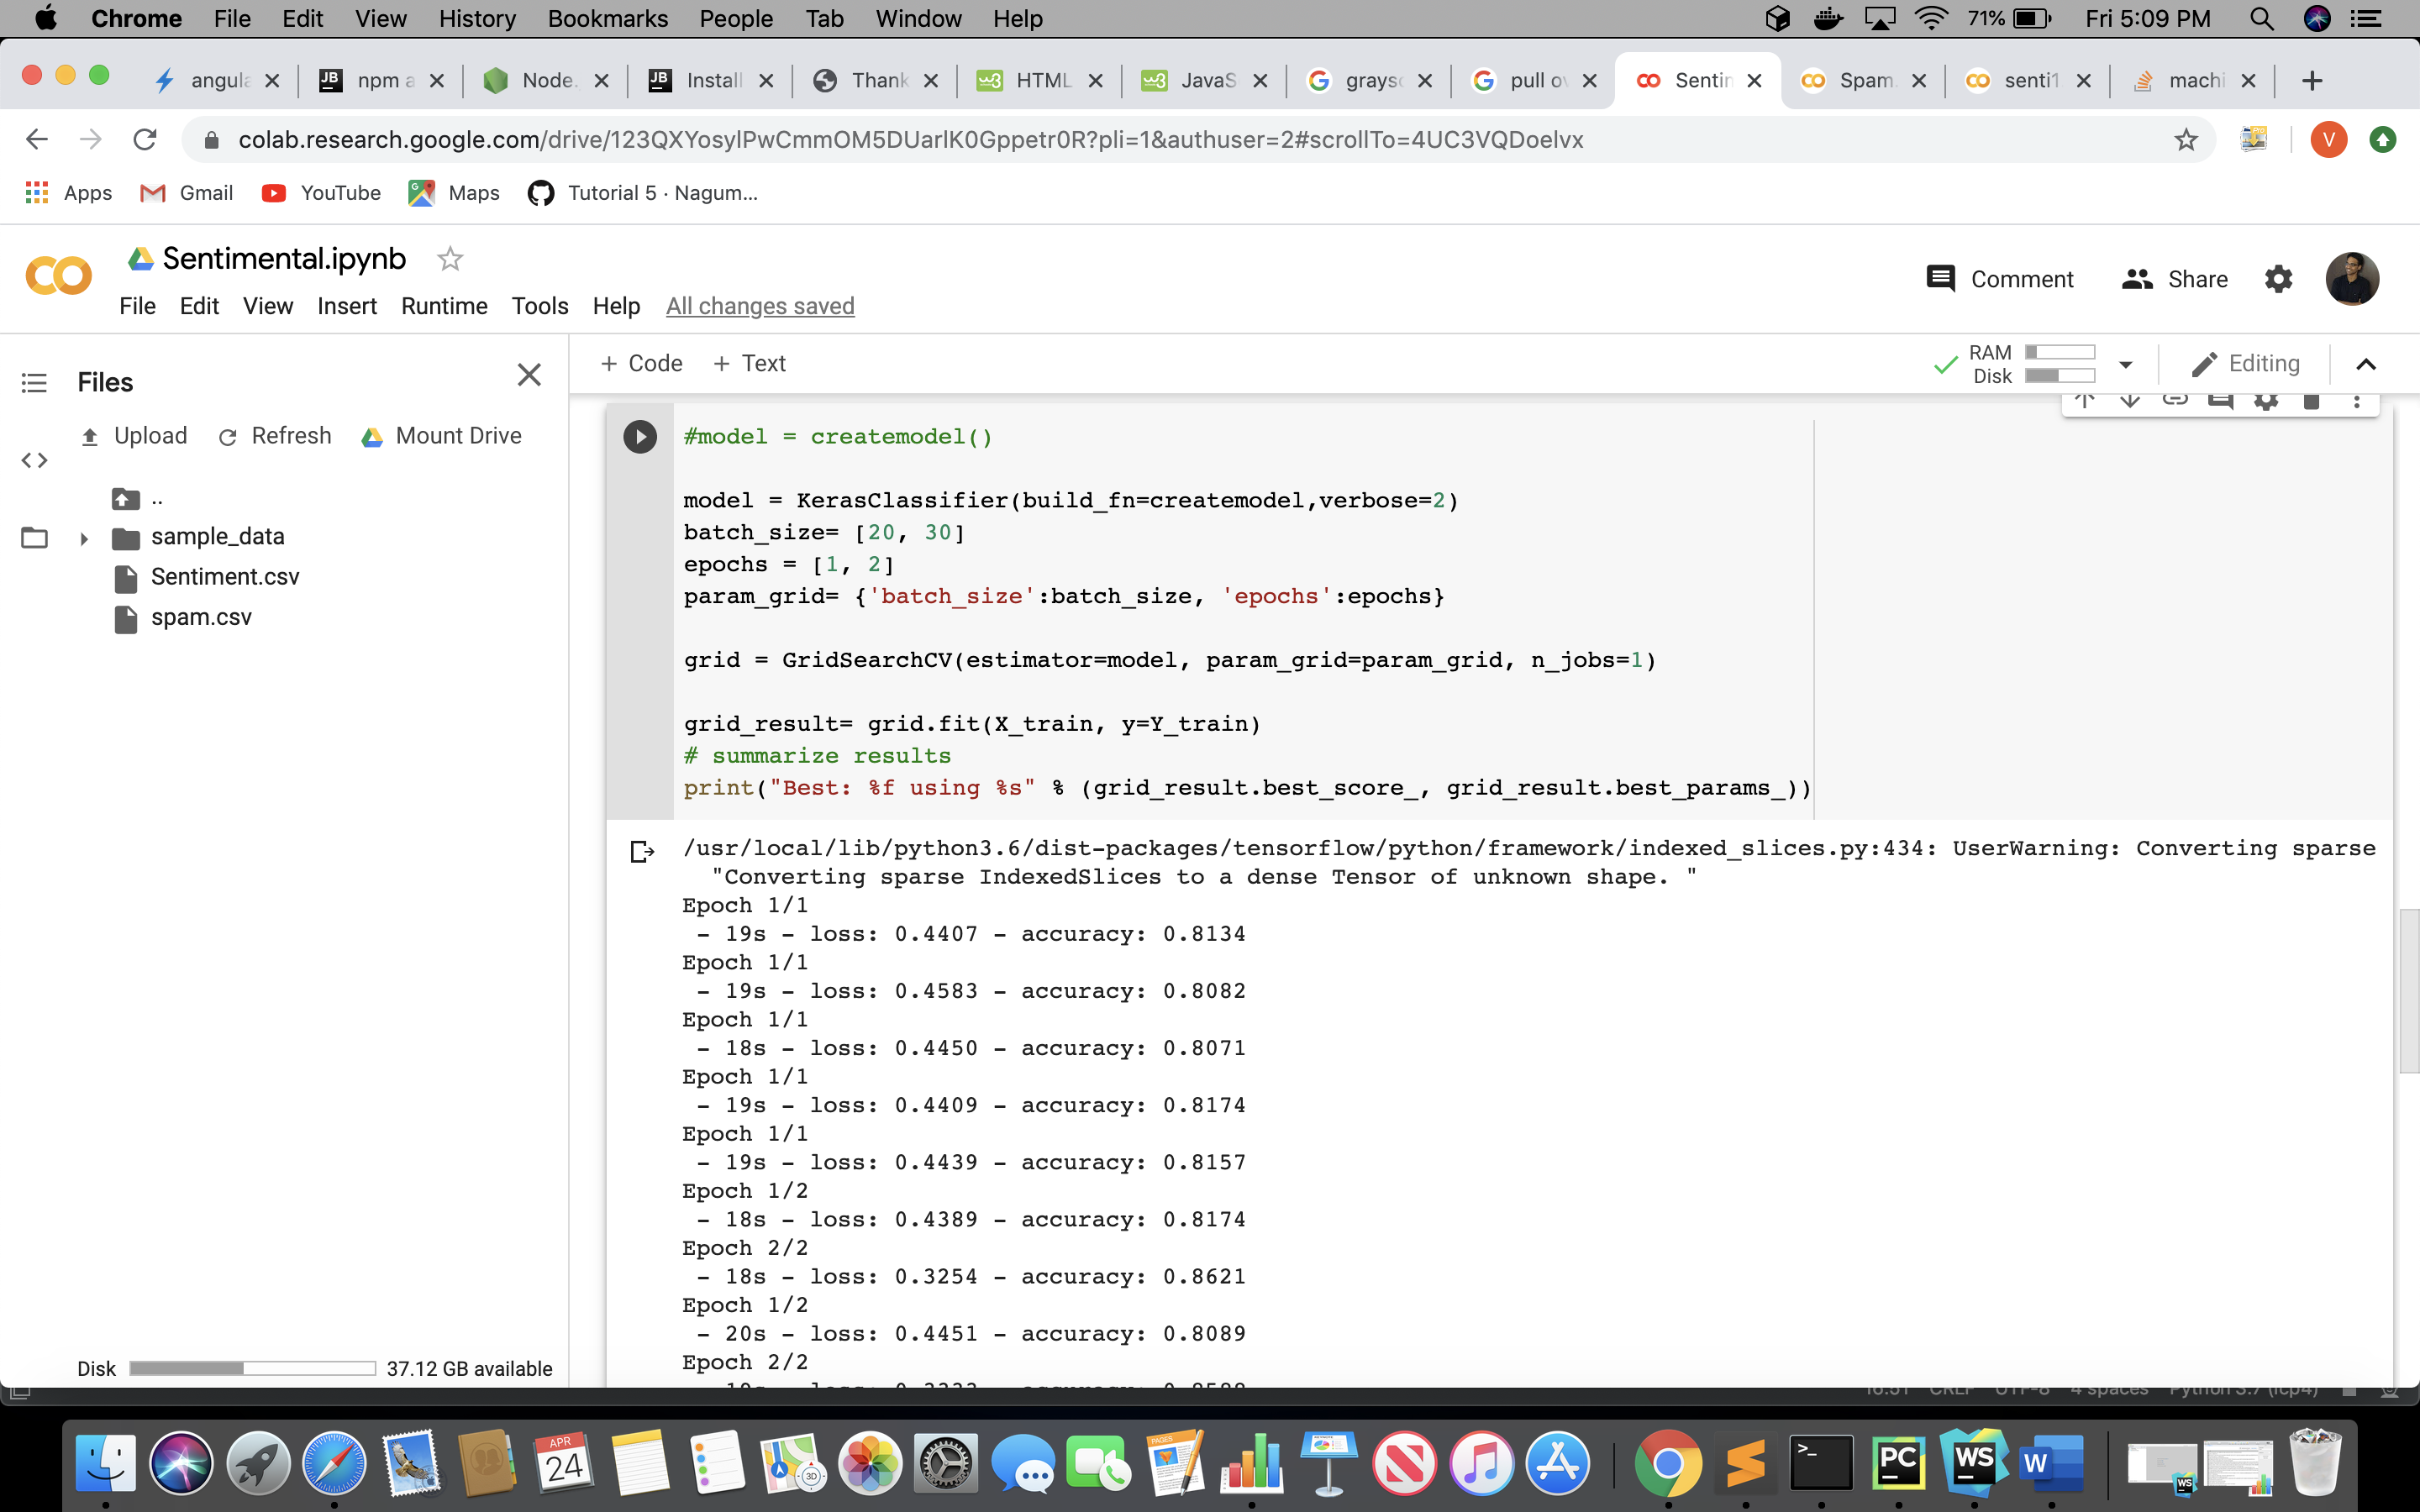 Chrome File Edit View History Bookmarks People Tab Window Help 71% Fri 5:09 PM
angula npm a Node. Install Thank HTML JavaS graysc pull ov Sentin Spam. senti1 machi
colab.research.google.com/drive/123QXYosylPwCmmOM5DUarlK0Gppetr0R?pli=1&authuser=2#scrollTo=4UC3VQDoelvx V
Apps Gmail YouTube Maps Tutorial 5 · Nagum...
Sentimental.ipynb
Comment Share
File Edit View Insert Runtime Tools Help All changes saved
Files
+ Code + Text
RAM
Disk
Editing
Upload Refresh Mount Drive
..
sample_data
Sentiment.csv
spam.csv
Disk 37.12 GB available
#model = createmodel()
model = KerasClassifier(build_fn=createmodel,verbose=2)
batch_size= [20, 30]
epochs = [1, 2]
param_grid= {'batch_size':batch_size, 'epochs':epochs}
grid = GridSearchCV(estimator=model, param_grid=param_grid, n_jobs=1)
grid_result= grid.fit(X_train, y=Y_train)
# summarize results
print("Best: %f using %s" % (grid_result.best_score_, grid_result.best_params_))
/usr/local/lib/python3.6/dist-packages/tensorflow/python/framework/indexed_slices.py:434: UserWarning: Converting sparse
"Converting sparse IndexedSlices to a dense Tensor of unknown shape. "
Epoch 1/1
- 19s - loss: 0.4407 - accuracy: 0.8134
Epoch 1/1
- 19s - loss: 0.4583 - accuracy: 0.8082
Epoch 1/1
- 18s - loss: 0.4450 - accuracy: 0.8071
Epoch 1/1
- 19s - loss: 0.4409 - accuracy: 0.8174
Epoch 1/1
- 19s - loss: 0.4439 - accuracy: 0.8157
Epoch 1/2
- 18s - loss: 0.4389 - accuracy: 0.8174
Epoch 2/2
- 18s - loss: 0.3254 - accuracy: 0.8621
Epoch 1/2
- 20s - loss: 0.4451 - accuracy: 0.8089
Epoch 2/2
APR
24
3D
PAGES
>_
PC
WS
W